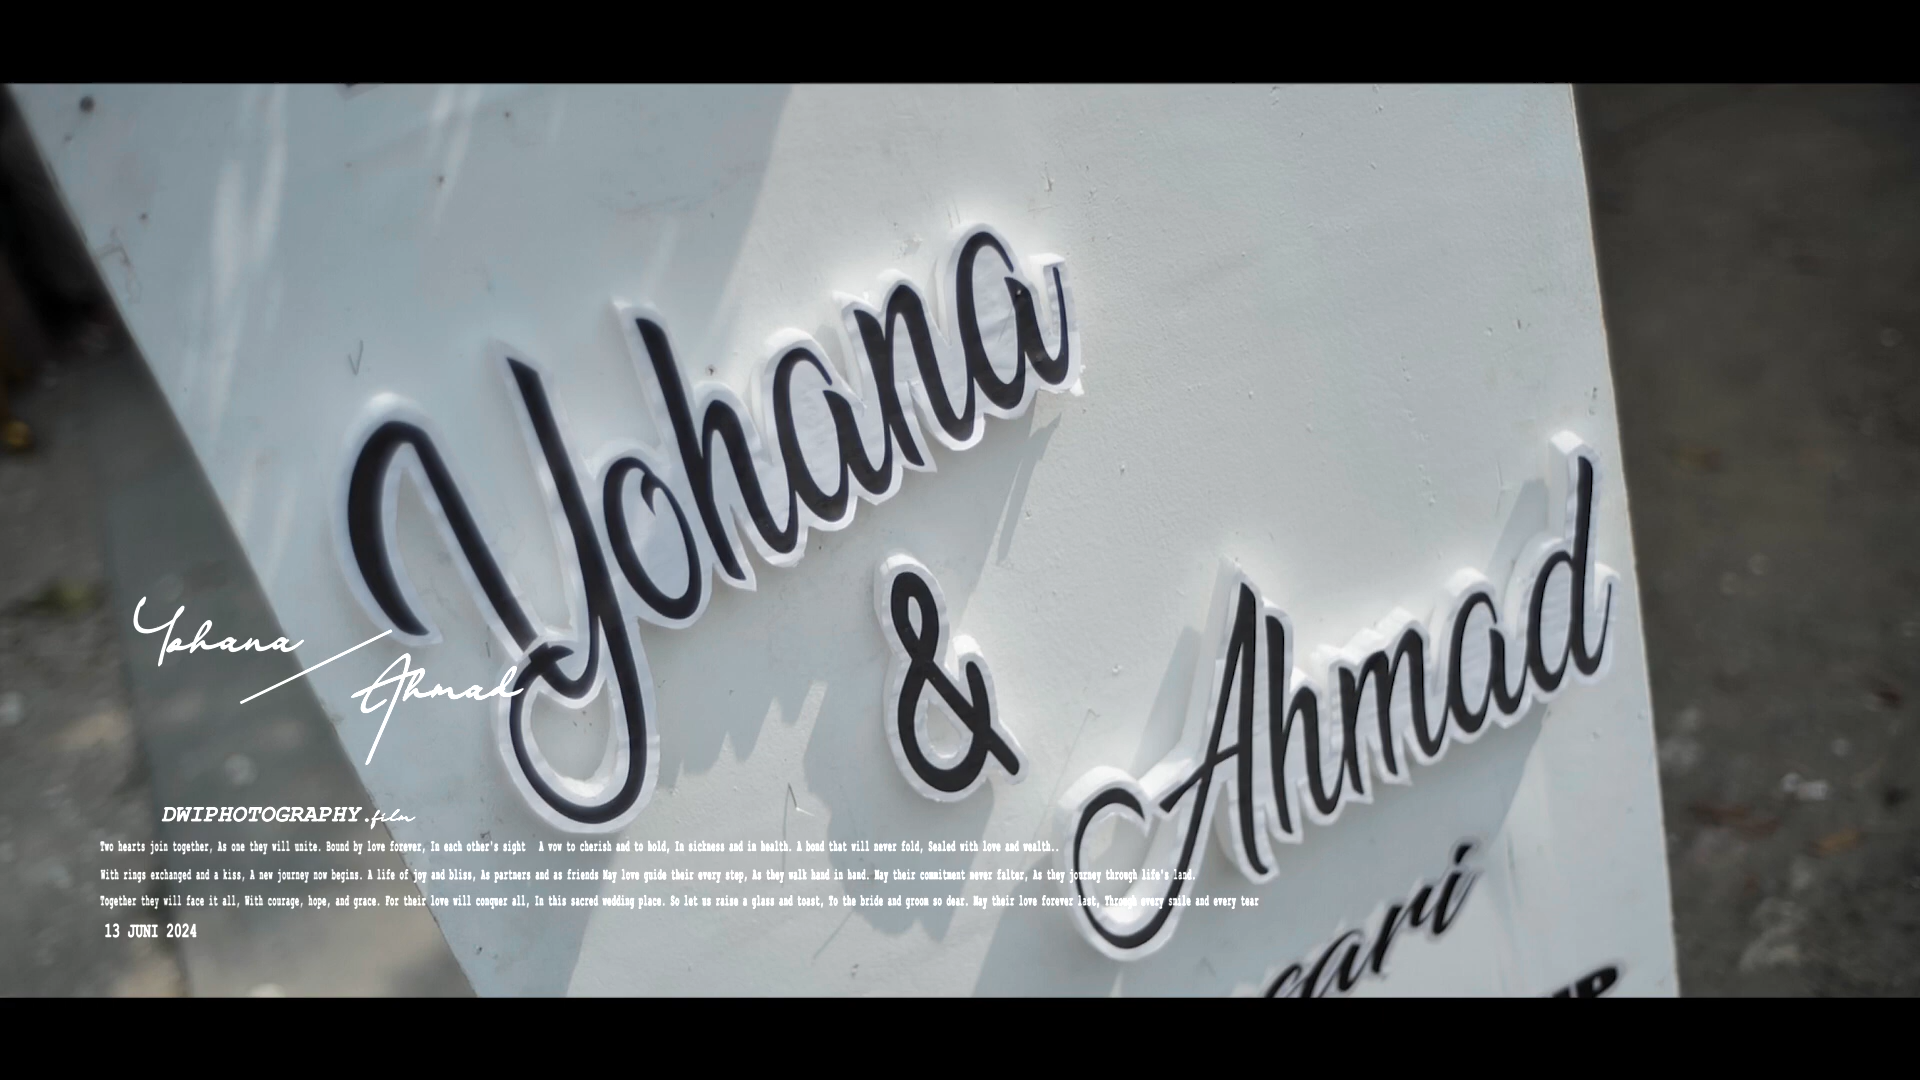 Yohana
&
Ahmad
Yohana
Ahmad
DWIPHOTOGRAPHY.film
Two hearts join together, As one they will unite. Bound by love forever, In each other's sight A vow to cherish and to hold, In sickness and in health. A bond that will never fold, Sealed with love and wealth..
With rings exchanged and a kiss, A new journey now begins. A life of joy and bliss, As partners and as friends May love guide their every step, As they walk hand in hand. May their commitment never falter, As they journey through life's land.
Together they will face it all, With courage, hope, and grace. For their love will conquer all, In this sacred wedding place. So let us raise a glass and toast, To the bride and groom so dear. May their love forever last, Through every smile and every tear
13 JUNI 2024